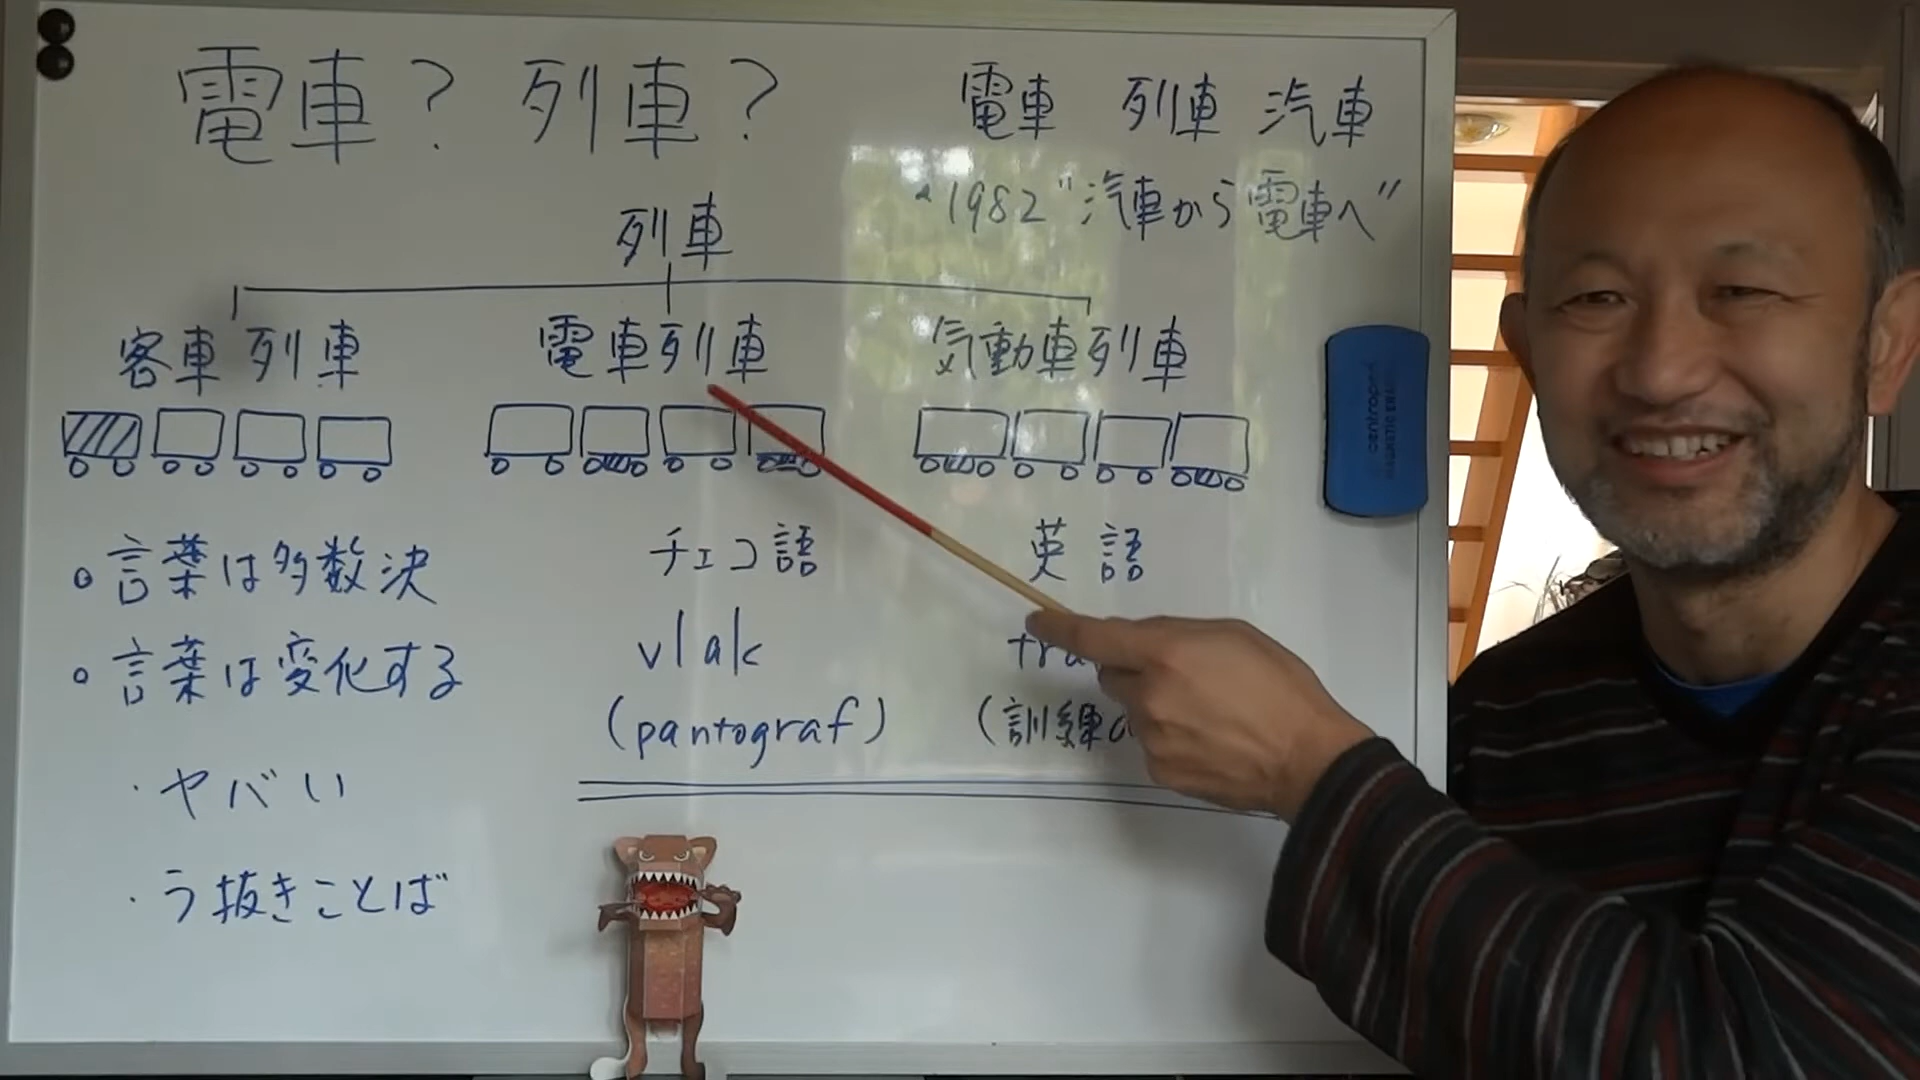 電車? 列車?
電車 列車 汽車
・1982 "汽車から電車へ"
列車
客車列車 電車列車 気動車列車
○言葉は多数決
○言葉は変化する
・ヤバい
・う抜きことば
チェコ語
vlak
(pantograf)
英語
(訓練
centropen
MAGNETIC